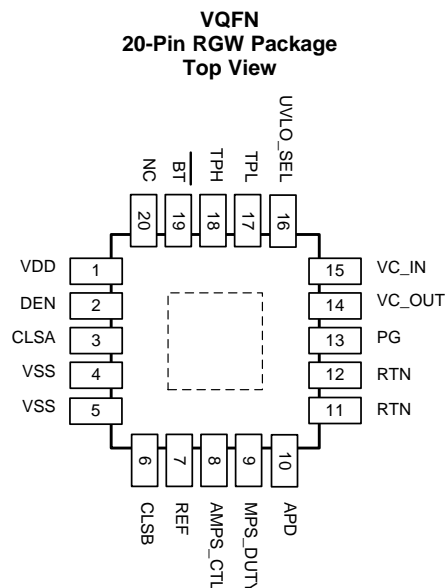 VQFN
20-Pin RGW Package
Top View
NC
BT
TPH
TPL
UVLO_SEL
20
19
18
17
16
VDD 1
DEN 2
CLSA 3
VSS 4
VSS 5
15 VC_IN
14 VC_OUT
13 PG
12 RTN
11 RTN
6
7
8
9
10
CLSB
REF
AMPS_CTL
MPS_DUTY
APD